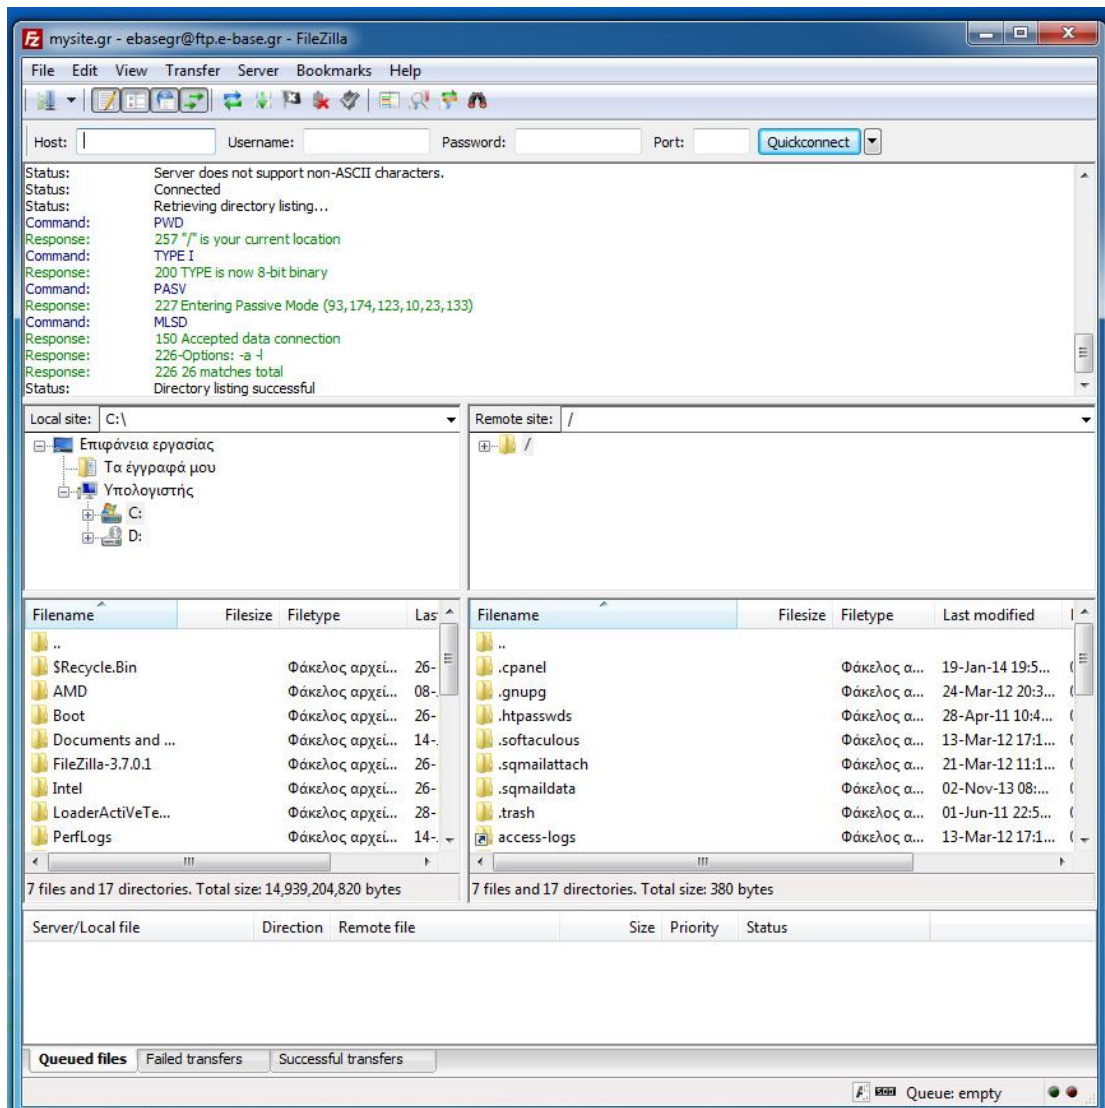 mysite.gr - ebasegr@ftp.e-base.gr - FileZilla
File Edit View Transfer Server Bookmarks Help
Host: Username: Password: Port: Quickconnect
Status: Server does not support non-ASCII characters.
Status: Connected
Status: Retrieving directory listing...
Command: PWD
Response: 257 "/" is your current location
Command: TYPE I
Response: 200 TYPE is now 8-bit binary
Command: PASV
Response: 227 Entering Passive Mode (93,174,123,10,23,133)
Command: MLSD
Response: 150 Accepted data connection
Response: 226-Options: -a -l
Response: 226 26 matches total
Status: Directory listing successful
Local site: C:\
Επιφάνεια εργασίας
Τα έγγραφά μου
Υπολογιστής
C:
D:
Remote site: /
/
Filename Filesize Filetype Las
..
$Recycle.Bin Φάκελος αρχεί... 26-
AMD Φάκελος αρχεί... 08-
Boot Φάκελος αρχεί... 26-
Documents and ... Φάκελος αρχεί... 14-
FileZilla-3.7.0.1 Φάκελος αρχεί... 26-
Intel Φάκελος αρχεί... 26-
LoaderActiVeTe... Φάκελος αρχεί... 28-
PerfLogs Φάκελος αρχεί... 14-
7 files and 17 directories. Total size: 14,939,204,820 bytes
Filename Filesize Filetype Last modified
..
.cpanel Φάκελος α... 19-Jan-14 19:5...
.gnupg Φάκελος α... 24-Mar-12 20:3...
.htpasswds Φάκελος α... 28-Apr-11 10:4...
.softaculous Φάκελος α... 13-Mar-12 17:1...
.sqmailattach Φάκελος α... 21-Mar-12 11:1...
.sqmaildata Φάκελος α... 02-Nov-13 08:...
.trash Φάκελος α... 01-Jun-11 22:5...
access-logs Φάκελος α... 13-Mar-12 17:1...
7 files and 17 directories. Total size: 380 bytes
Server/Local file Direction Remote file Size Priority Status
Queued files Failed transfers Successful transfers
Queue: empty